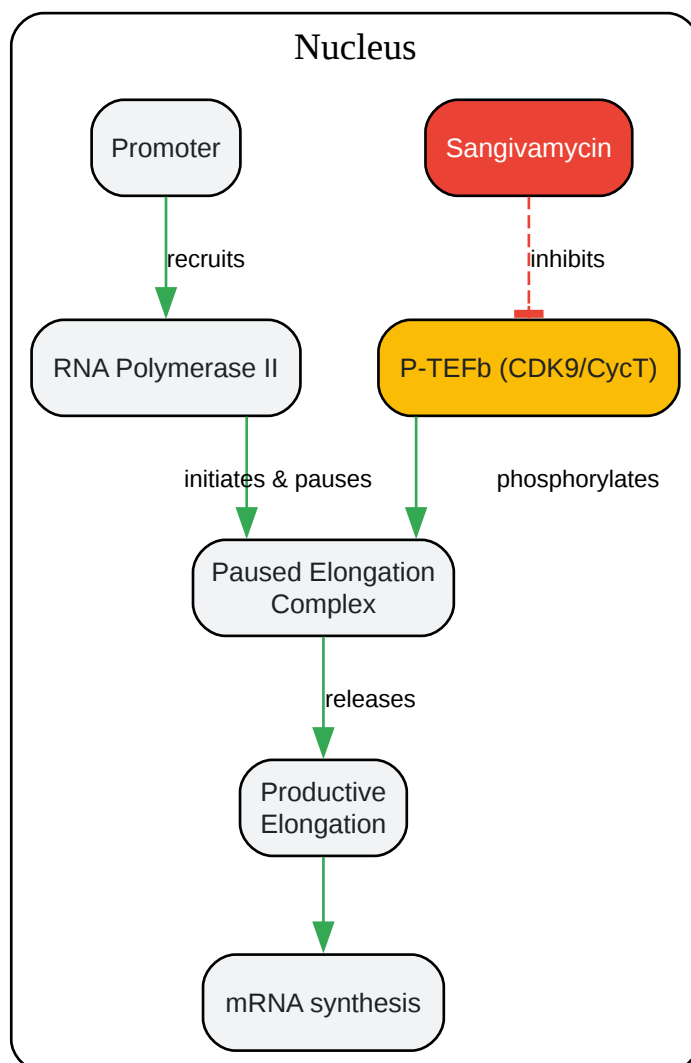 Nucleus
Promoter
Sangivamycin
recruits
inhibits
RNA Polymerase II
P-TEFb (CDK9/CycT)
initiates & pauses
phosphorylates
Paused Elongation
Complex
releases
Productive
Elongation
mRNA synthesis